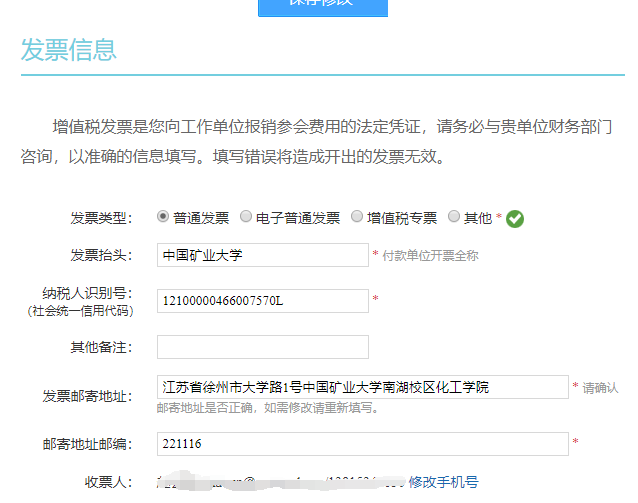 保存修改
发票信息
增值税发票是您向工作单位报销参会费用的法定凭证，请务必与贵单位财务部门
咨询，以准确的信息填写。填写错误将造成开出的发票无效。
发票类型： 普通发票 电子普通发票 增值税专票 其他 *
发票抬头： 中国矿业大学 * 付款单位开票全称
纳税人识别号： 12100000466007570L *
（社会统一信用代码）
其他备注：
发票邮寄地址： 江苏省徐州市大学路1号中国矿业大学南湖校区化工学院 * 请确认
邮寄地址是否正确，如需修改请重新填写。
邮寄地址邮编： 221116 *
收票人： 修改手机号